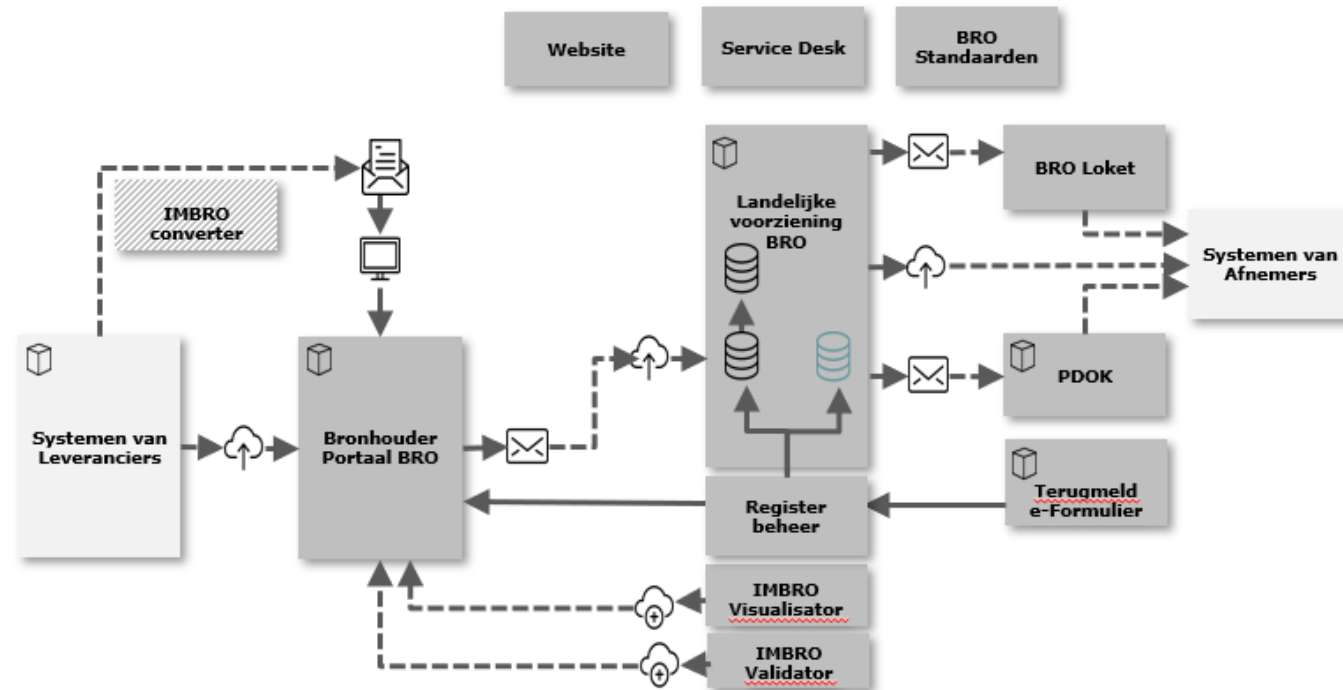 Website
Service Desk
BRO
Standaarden
IMBRO
converter
Landelijke
voorziening
BRO
BRO Loket
Systemen van
Afnemers
Systemen van
Leveranciers
Bronhouder
Portaal BRO
PDOK
Register
beheer
Terugmeld
e-Formulier
IMBRO
Visualisator
IMBRO
Validator